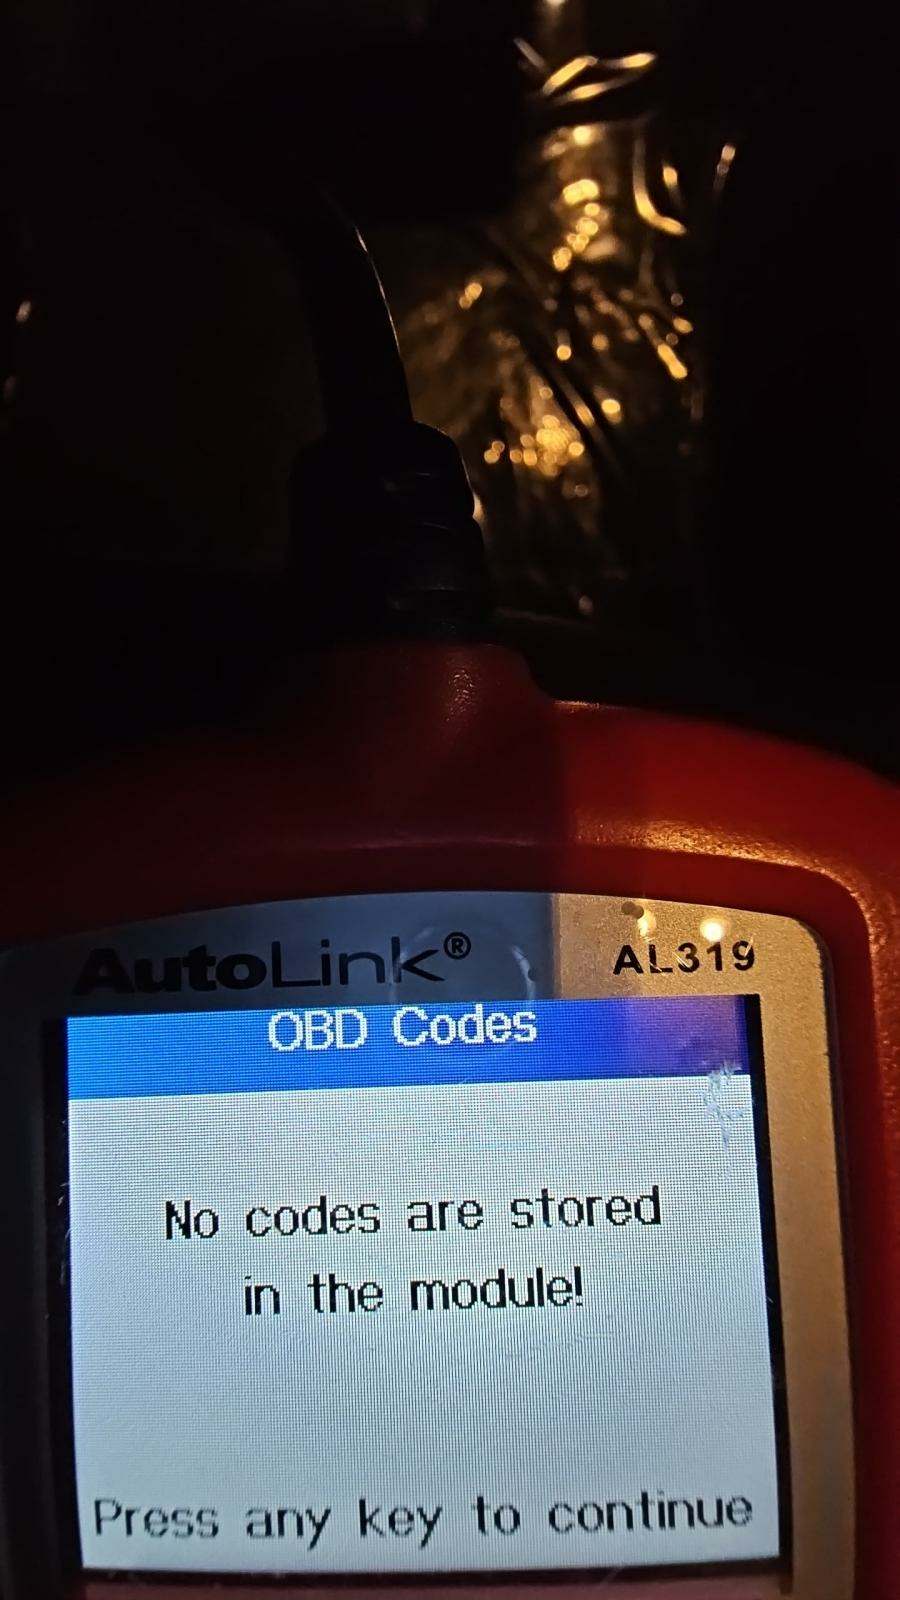 AutoLink® AL319
OBD Codes
No codes are stored
in the module!
Press any key to continue